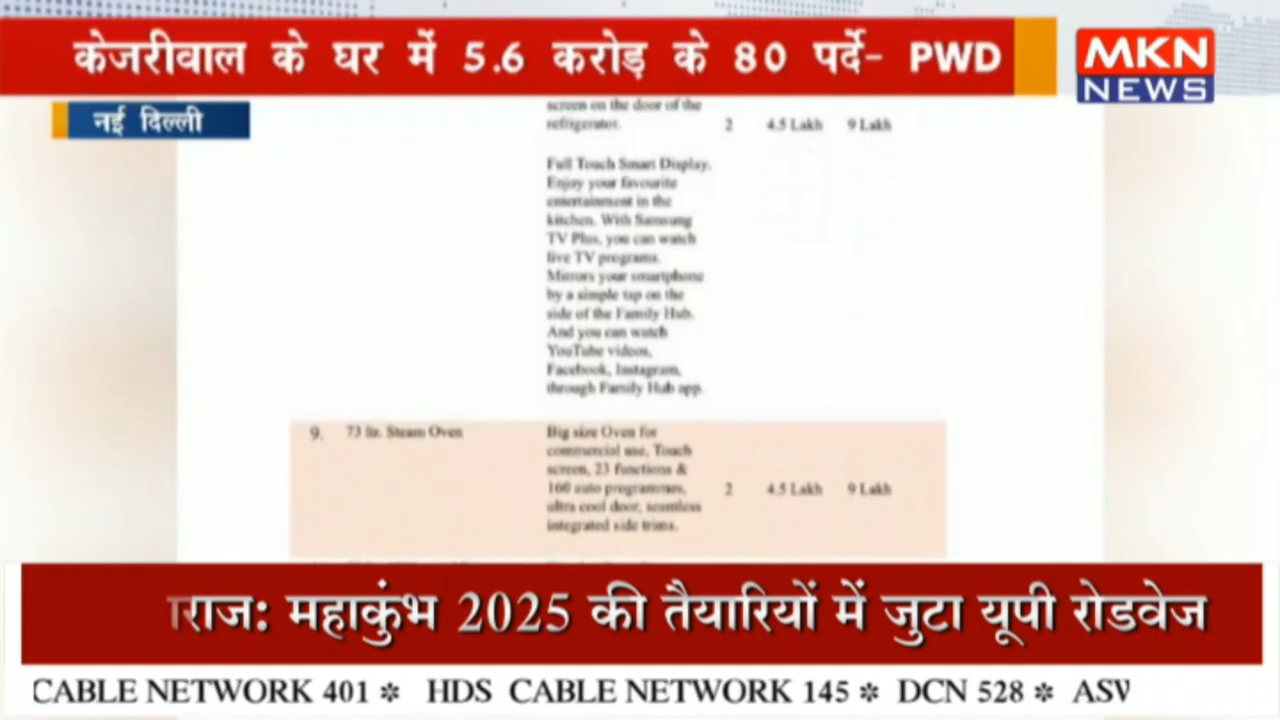 केजरीवाल के घर में 5.6 करोड़ के 80 पर्दे- PWD
MKN
NEWS
नई दिल्ली
screen on the door of the
refrigerator. 2 4.5 Lakh 9 Lakh
Full Touch Smart Display.
Enjoy your favourite
entertainment in the
kitchen. With Samsung
TV Plus, you can watch
live TV programs.
Mirrors your smartphone
by a simple tap on the
side of the Family Hub.
And you can watch
YouTube videos,
Facebook, Instagram,
through Family Hub app.
9. 73 ltr. Steam Oven Big size Oven for
commercial use, Touch
screen, 23 functions &
160 auto programmes, 2 4.5 Lakh 9 Lakh
ultra cool door, seamless
integrated side trims.
राज: महाकुंभ 2025 की तैयारियों में जुटा यूपी रोडवेज
CABLE NETWORK 401 ✲ HDS CABLE NETWORK 145 ✲ DCN 528 ✲ ASW